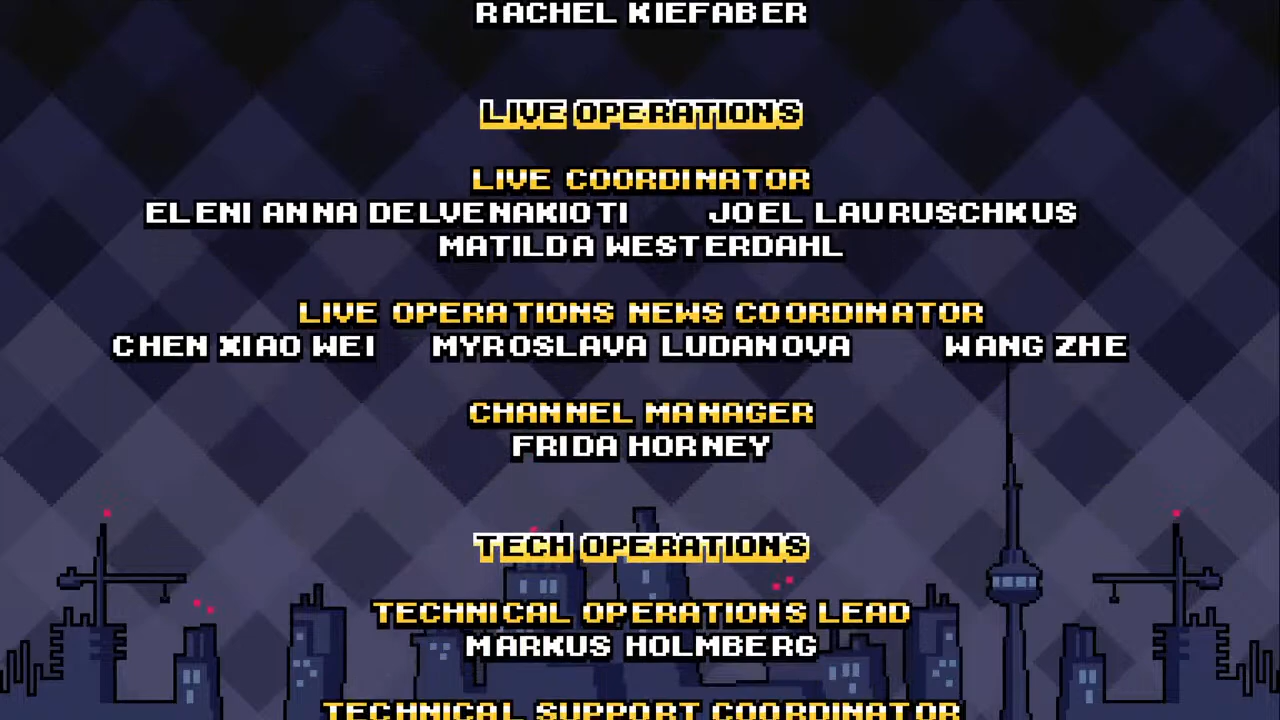 RACHEL KIEFABER
LIVE OPERATIONS
LIVE COORDINATOR
ELENI ANNA DELVENAKIOTI JOEL LAURUSCHKUS
MATILDA WESTERDAHL
LIVE OPERATIONS NEWS COORDINATOR
CHEN XIAO WEI MYROSLAVA LUDANOVA WANG ZHE
CHANNEL MANAGER
FRIDA HORNEY
TECH OPERATIONS
TECHNICAL OPERATIONS LEAD
MARKUS HOLMBERG
TECHNICAL SUPPORT COORDINATOR